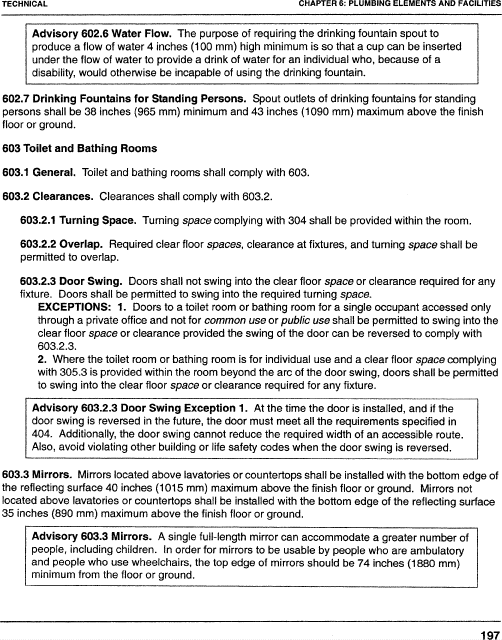 TECHNICAL
CHAPTER 6: PLUMBING ELEMENTS AND FACILITIES
Advisory 602.6 Water Flow. The purpose of requiring the drinking fountain spout to
produce a flow of water 4 inches (100 mm) high minimum is so that a cup can be inserted
under the flow of water to provide a drink of water for an individual who, because of a
disability, would otherwise be incapable of using the drinking fountain.
602.7 Drinking Fountains for Standing Persons. Spout outlets of drinking fountains for standing
persons shall be 38 inches (965 mm) minimum and 43 inches (1090 mm) maximum above the finish
floor or ground.
603 Toilet and Bathing Rooms
603.1 General. Toilet and bathing rooms shall comply with 603.
603.2 Clearances. Clearances shall comply with 603.2.
603.2.1 Turning Space. Turning space complying with 304 shall be provided within the room.
603.2.2 Overlap. Required clear floor spaces, clearance at fixtures, and turning space shall be
permitted to overlap.
603.2.3 Door Swing. Doors shall not swing into the clear floor space or clearance required for any
fixture. Doors shall be permitted to swing into the required turning space.
EXCEPTIONS: 1. Doors to a toilet room or bathing room for a single occupant accessed only
through a private office and not for common use or public use shall be permitted to swing into the
clear floor space or clearance provided the swing of the door can be reversed to comply with
603.2.3.
2. Where the toilet room or bathing room is for individual use and a clear floor space complying
with 305.3 is provided within the room beyond the arc of the door swing, doors shall be permitted
to swing into the clear floor space or clearance required for any fixture.
Advisory 603.2.3 Door Swing Exception 1. At the time the door is installed, and if the
door swing is reversed in the future, the door must meet all the requirements specified in
404. Additionally, the door swing cannot reduce the required width of an accessible route.
Also, avoid violating other building or life safety codes when the door swing is reversed.
603.3 Mirrors. Mirrors located above lavatories or countertops shall be installed with the bottom edge of
the reflecting surface 40 inches (1015 mm) maximum above the finish floor or ground. Mirrors not
located above lavatories or countertops shall be installed with the bottom edge of the reflecting surface
35 inches (890 mm) maximum above the finish floor or ground.
Advisory 603.3 Mirrors. A single full-length mirror can accommodate a greater number of
people, including children. In order for mirrors to be usable by people who are ambulatory
and people who use wheelchairs, the top edge of mirrors should be 74 inches (1880 mm)
minimum from the floor or ground.
197